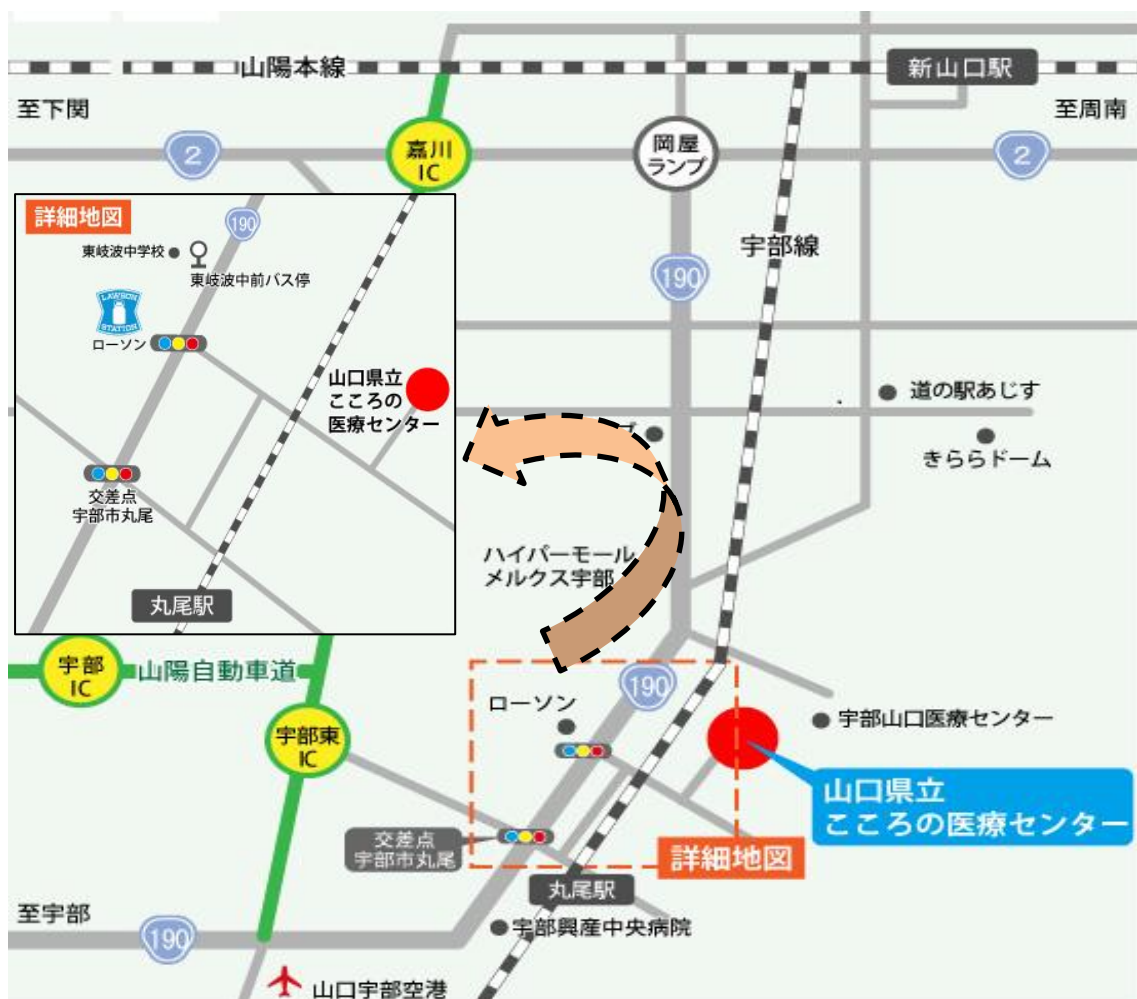 山陽本線
新山口駅
至下関
至周南
2
嘉川
IC
岡屋
ランプ
2
詳細地図
190
東岐波中学校
東岐波中前バス停
LAWSON
STATION
ローソン
山口県立
こころの
医療センター
交差点
宇部市丸尾
丸尾駅
宇部線
190
道の駅あじす
きららドーム
ハイパーモール
メルクス宇部
宇部
IC
山陽自動車道
190
ローソン
宇部山口医療センター
宇部東
IC
山口県立
こころの医療センター
交差点
宇部市丸尾
詳細地図
丸尾駅
至宇部
190
宇部興産中央病院
山口宇部空港